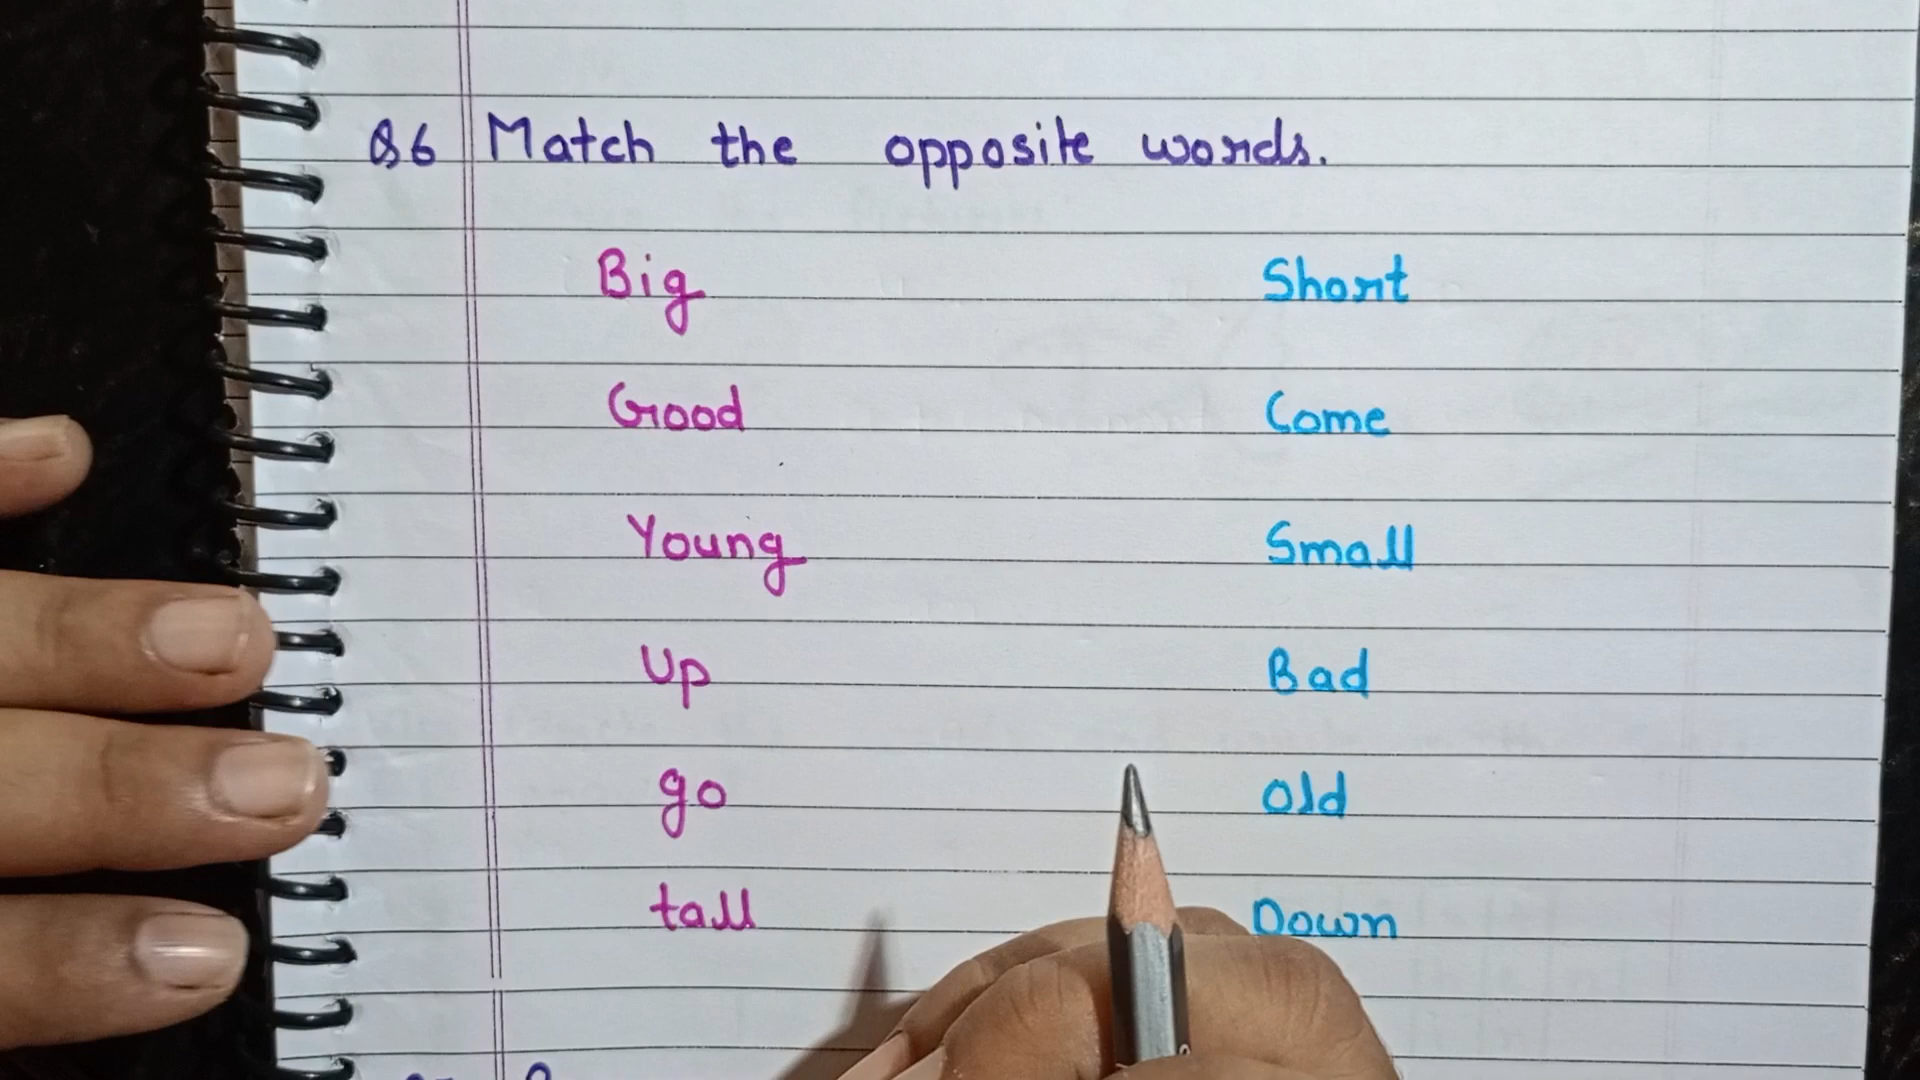 Q6 Match the opposite words.
Big Short
Good Come
Young Small
Up Bad
go Old
tall Down